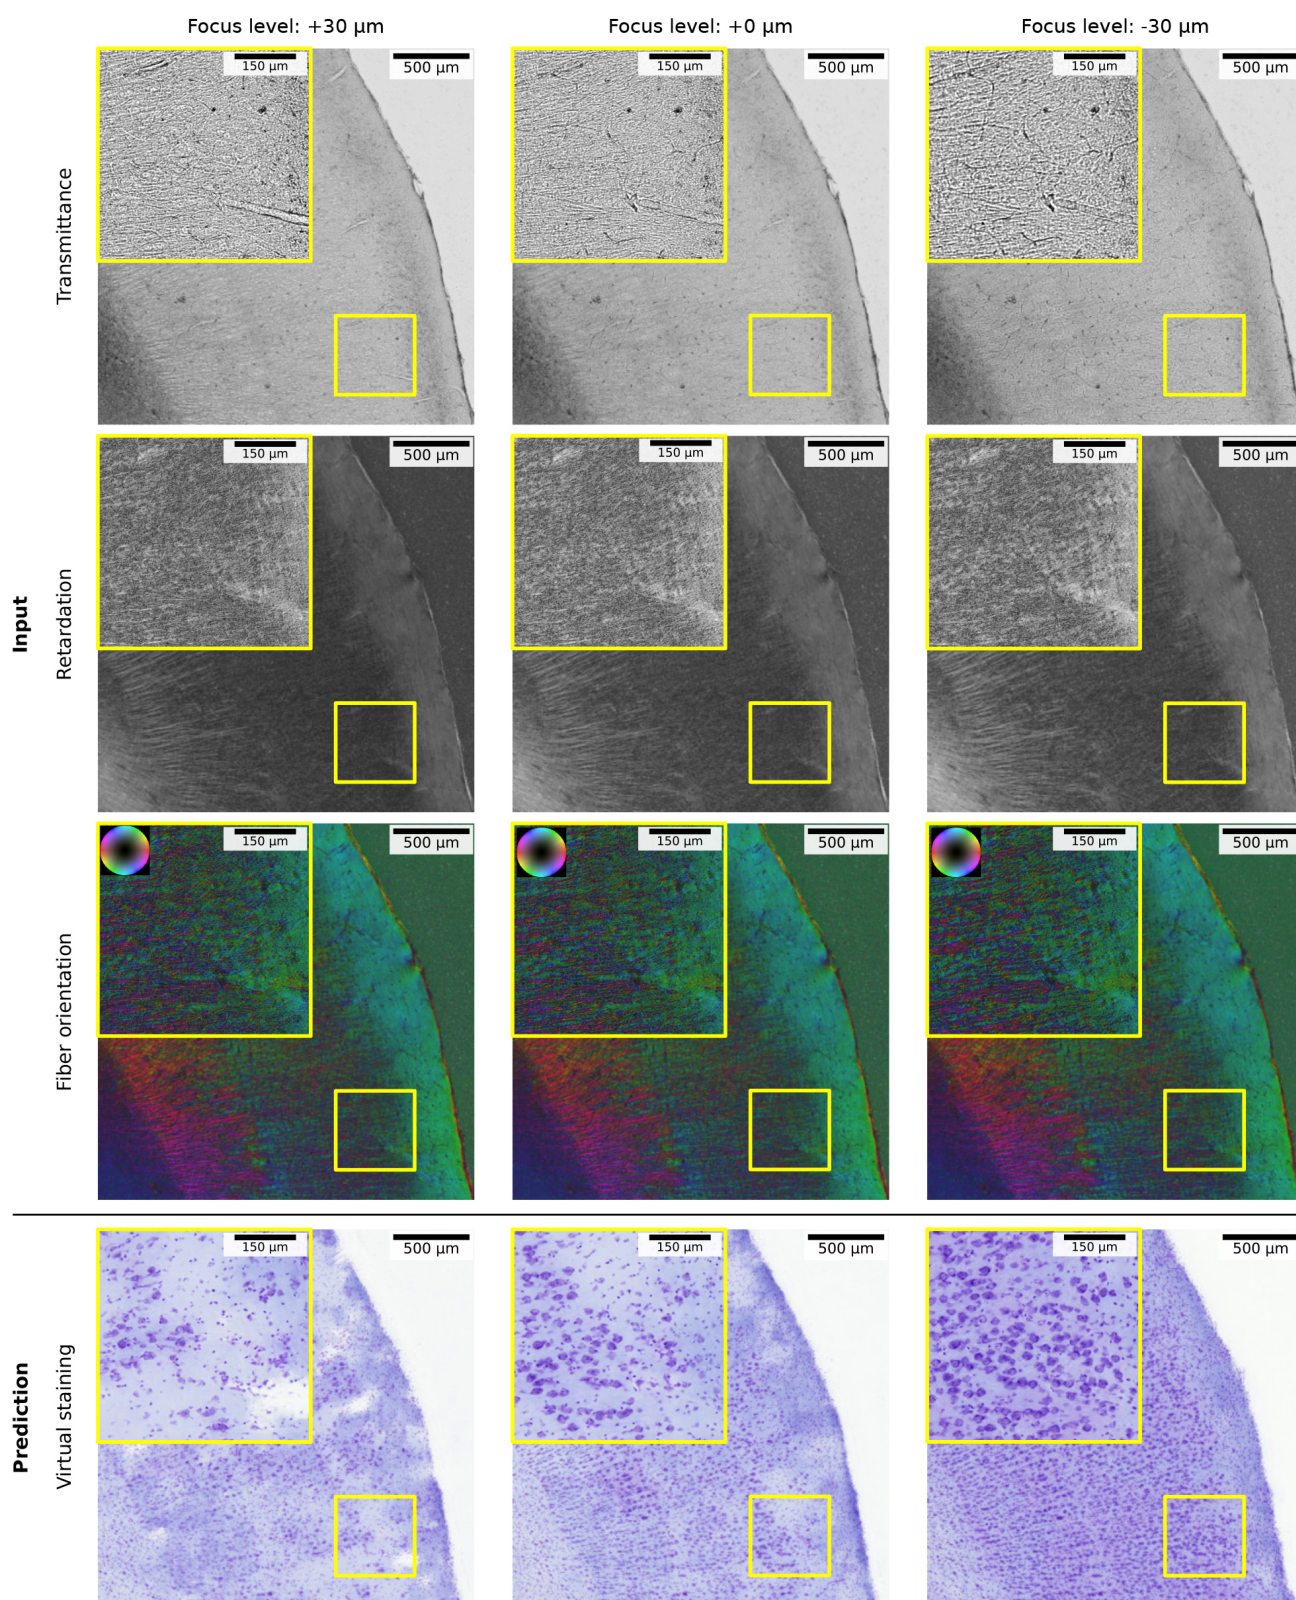 Focus level: +30 µm
Focus level: +0 µm
Focus level: -30 µm
Input
Transmittance
150 µm
500 µm
150 µm
500 µm
150 µm
500 µm
Retardation
150 µm
500 µm
150 µm
500 µm
150 µm
500 µm
Fiber orientation
150 µm
500 µm
150 µm
500 µm
150 µm
500 µm
Prediction
Virtual staining
150 µm
500 µm
150 µm
500 µm
150 µm
500 µm